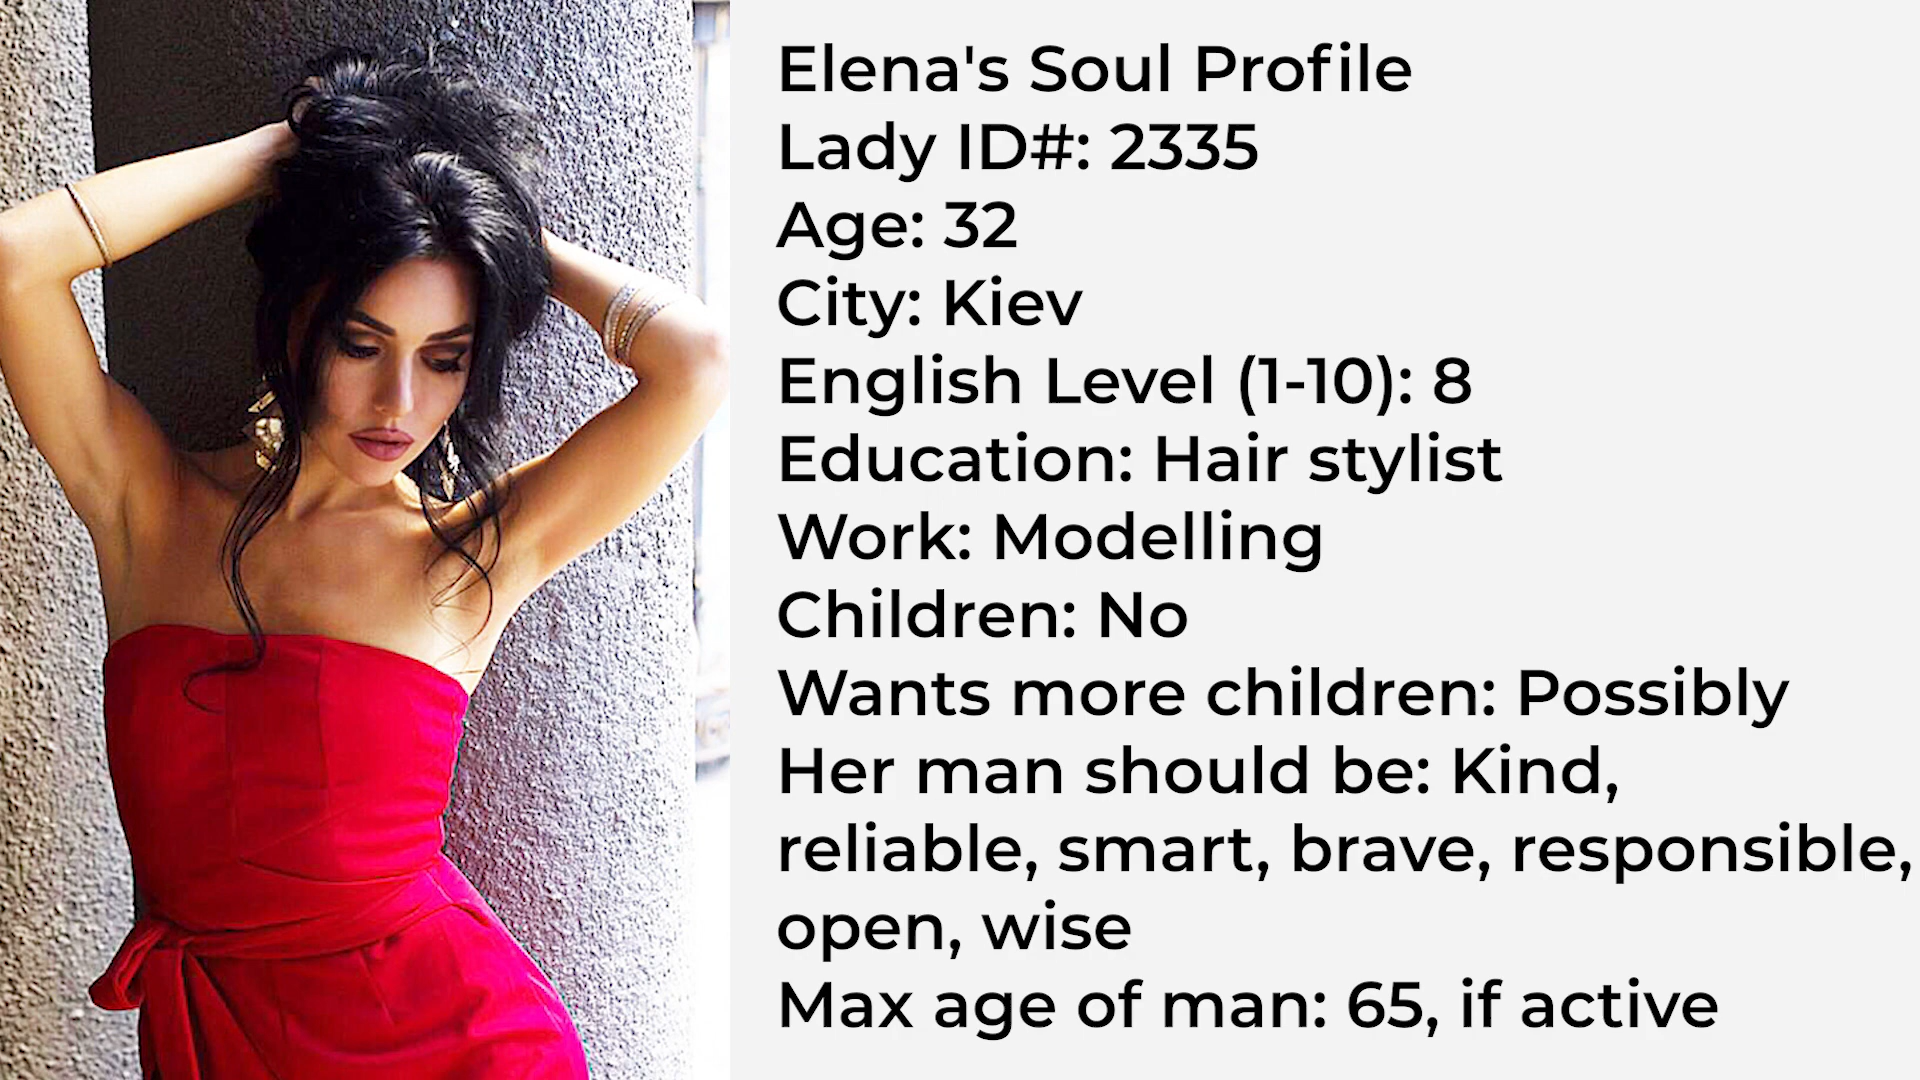 Elena's Soul Profile
Lady ID#: 2335
Age: 32
City: Kiev
English Level (1-10): 8
Education: Hair stylist
Work: Modelling
Children: No
Wants more children: Possibly
Her man should be: Kind,
reliable, smart, brave, responsible,
open, wise
Max age of man: 65, if active